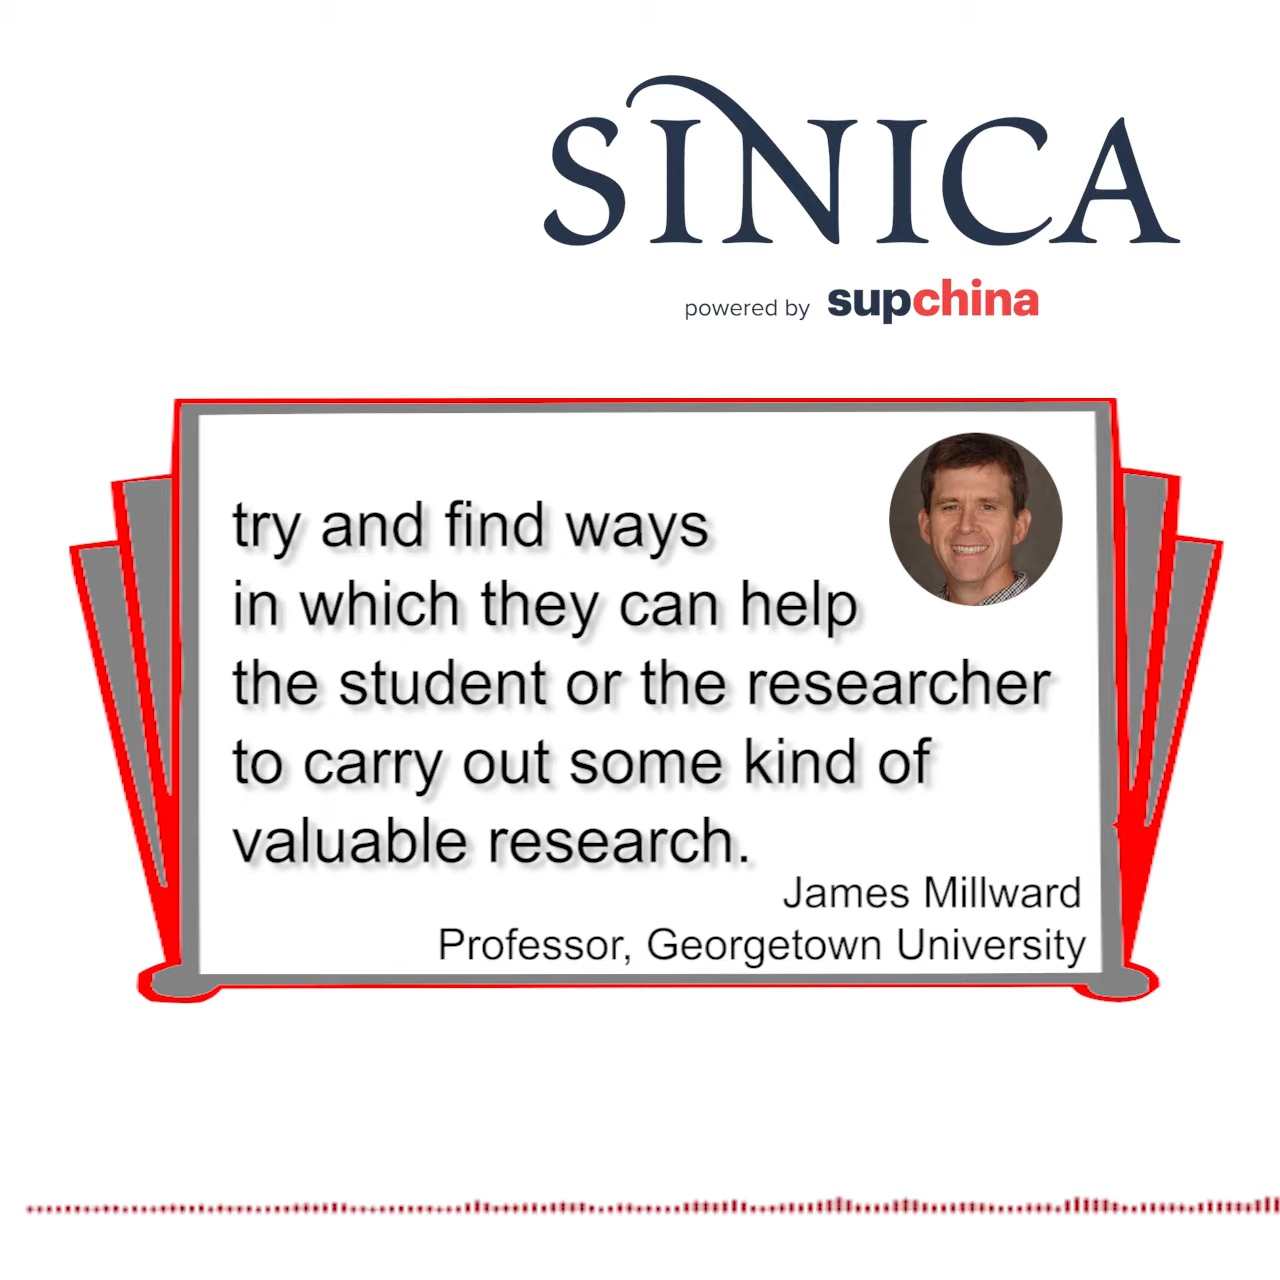 SINICA
powered by supchina
try and find ways
in which they can help
the student or the researcher
to carry out some kind of
valuable research.
James Millward
Professor, Georgetown University